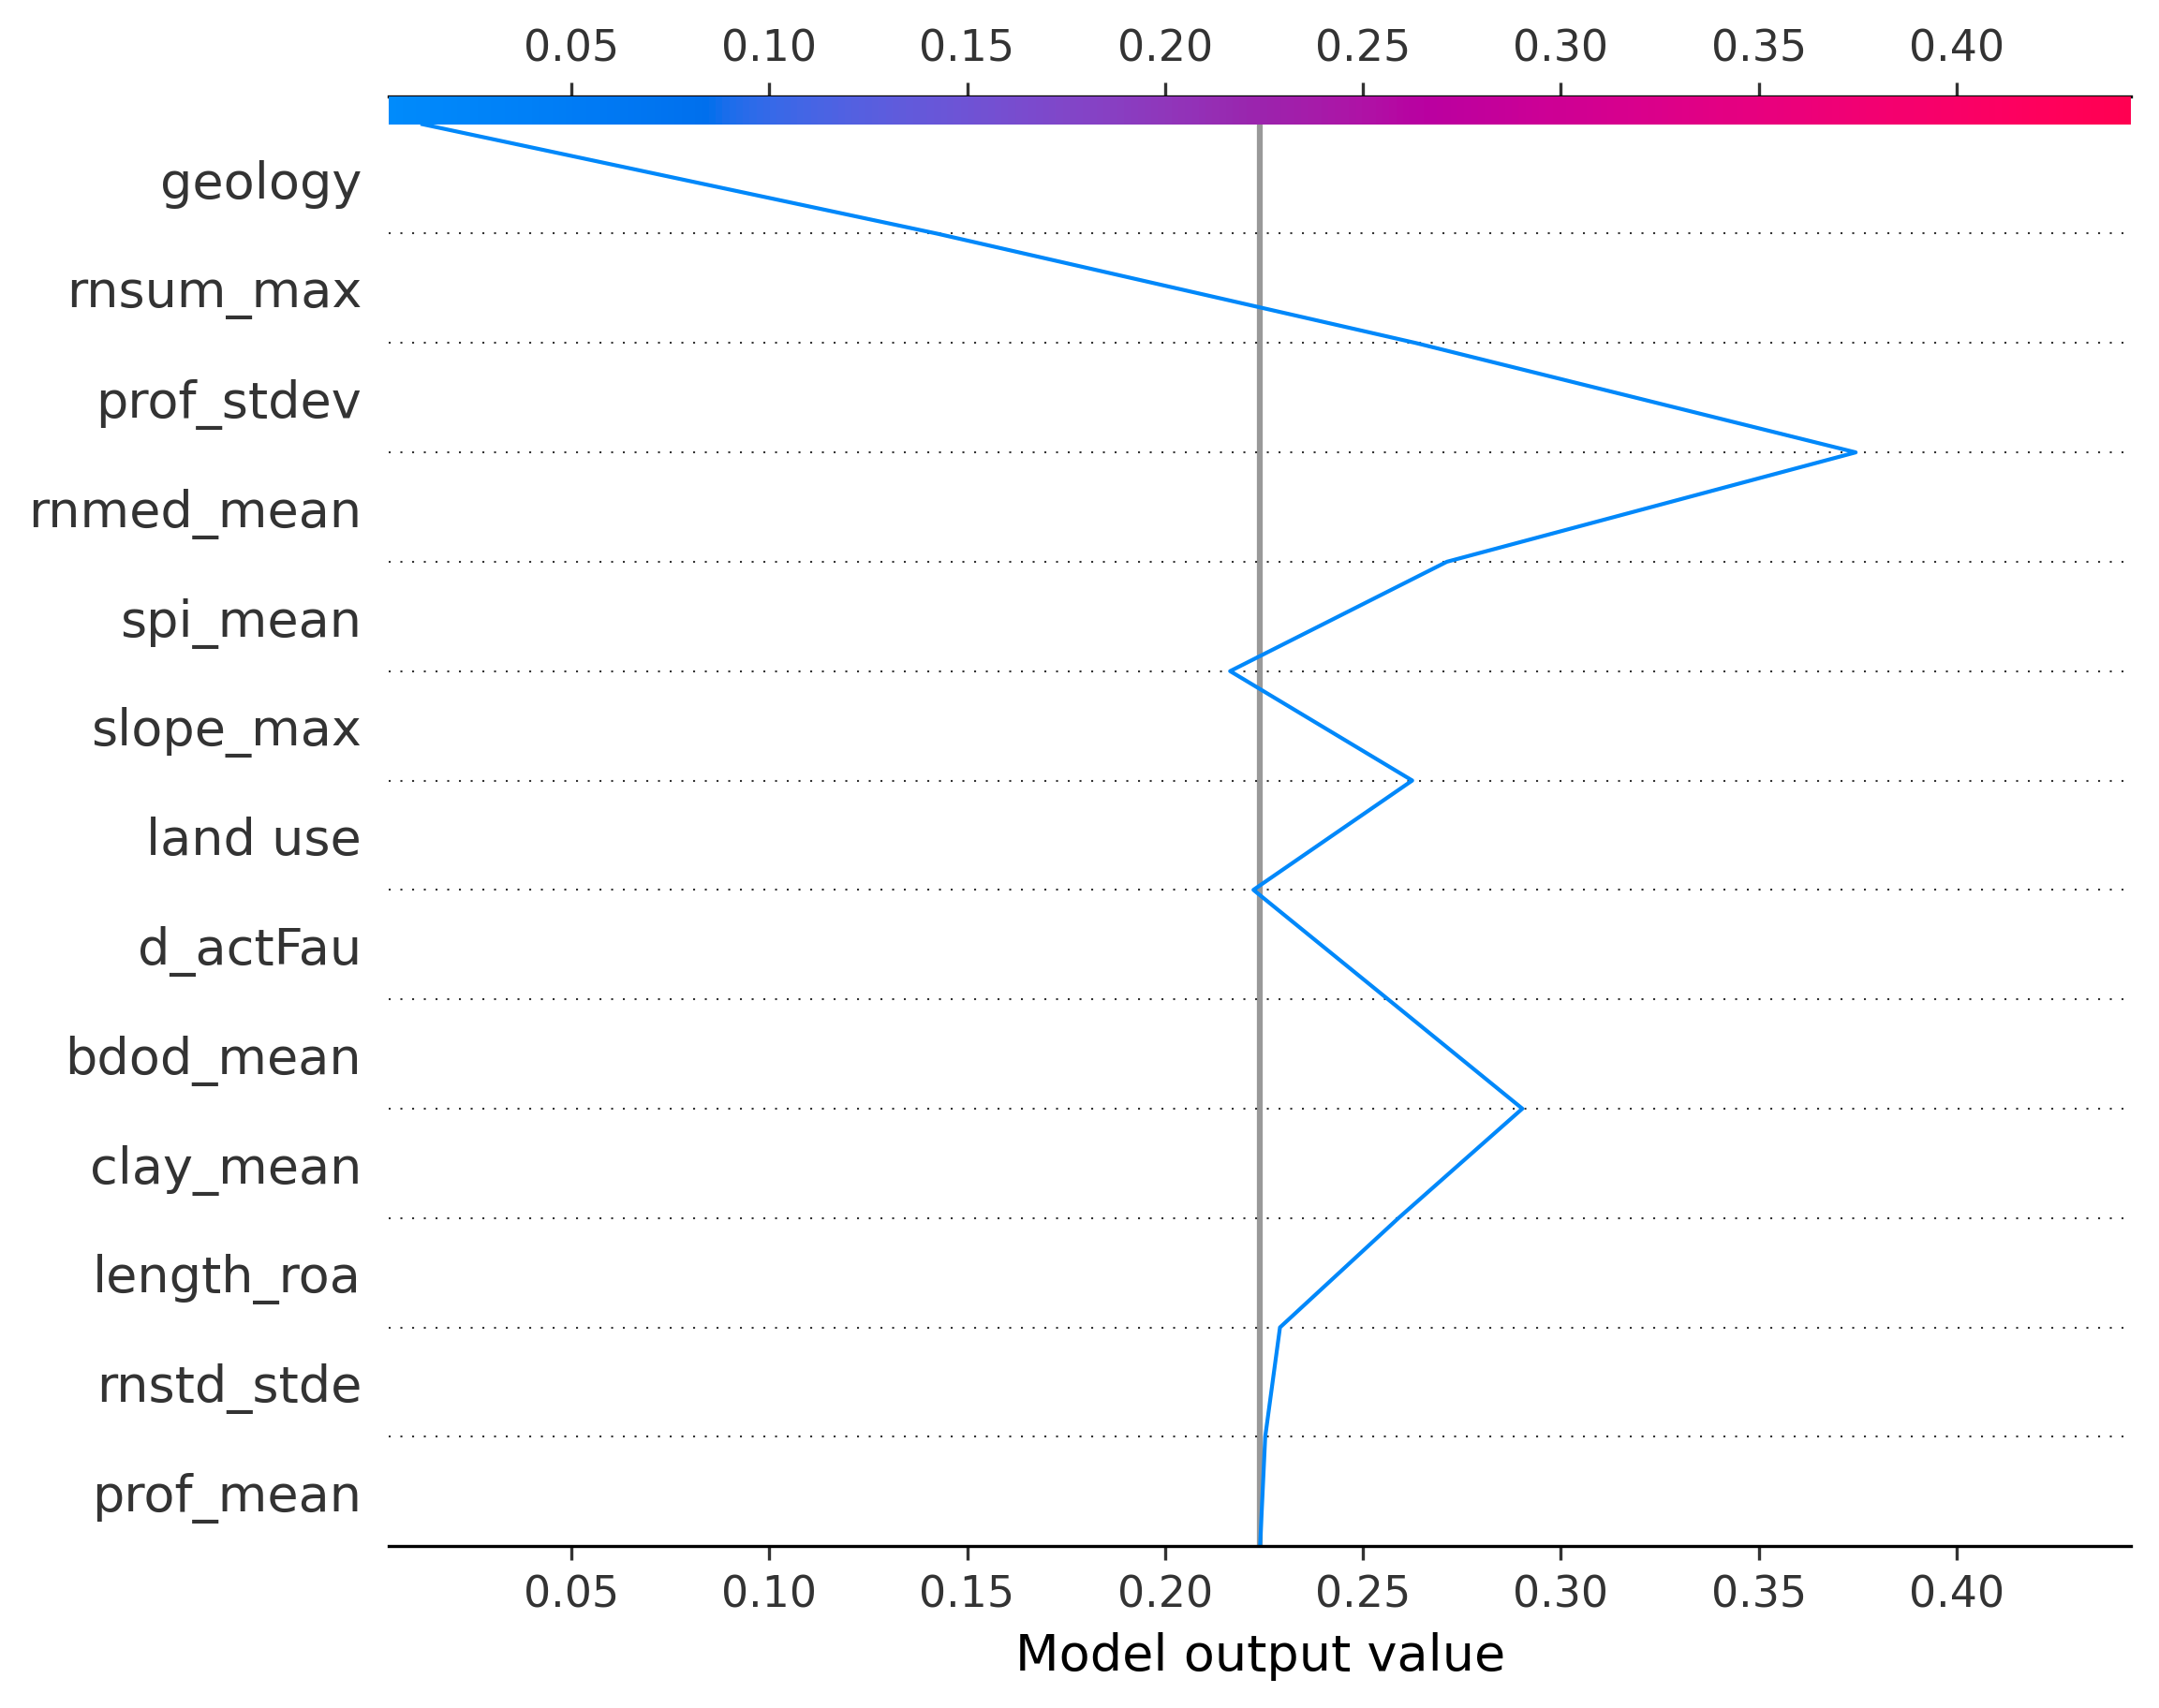 0.05 0.10 0.15 0.20 0.25 0.30 0.35 0.40
geology
rnsum_max
prof_stdev
rnmed_mean
spi_mean
slope_max
land use
d_actFau
bdod_mean
clay_mean
length_roa
rnstd_stde
prof_mean
0.05 0.10 0.15 0.20 0.25 0.30 0.35 0.40
Model output value